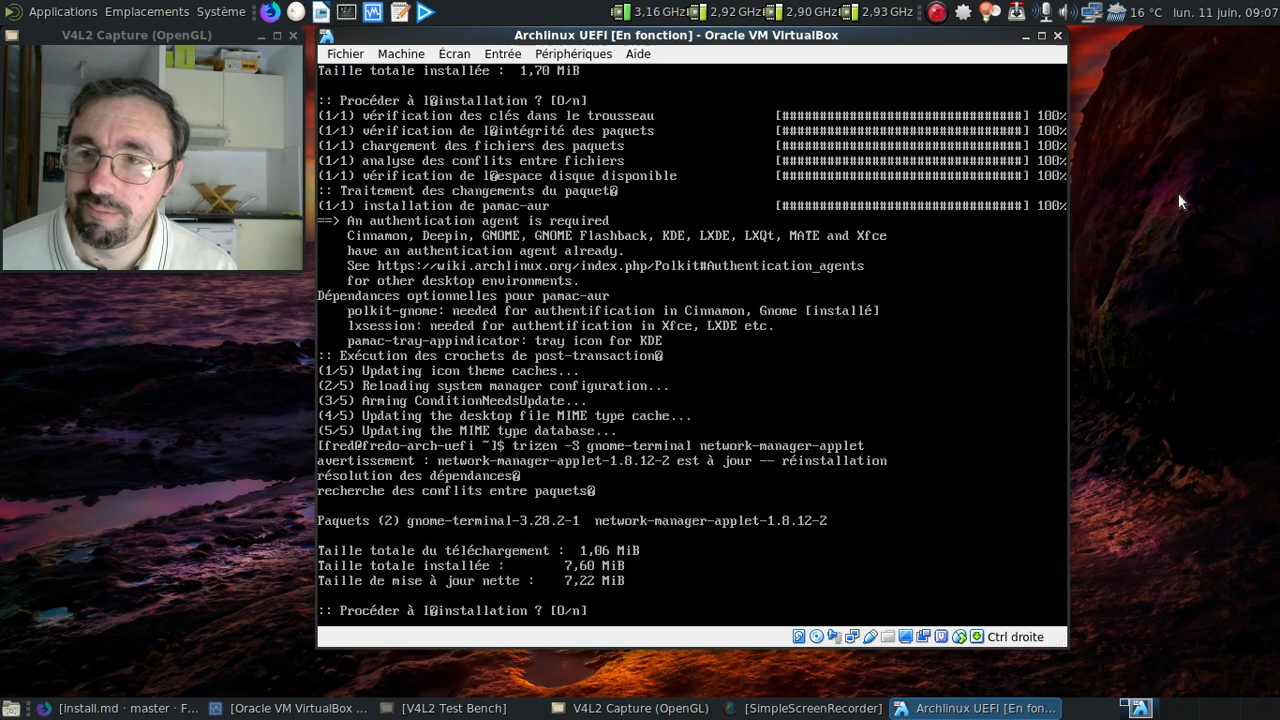 Applications Emplacements Système 3,16 GHz 2,92 GHz 2,90 GHz 2,93 GHz 16 °C lun. 11 juin, 09:07
V4L2 Capture (OpenGL)
Archlinux UEFI [En fonction] - Oracle VM VirtualBox
Fichier Machine Écran Entrée Périphériques Aide
Taille totale installée : 1,70 MiB
:: Procéder à l�installation ? [O/n]
(1/1) vérification des clés dans le trousseau [################################] 100%
(1/1) vérification de l�intégrité des paquets [################################] 100%
(1/1) chargement des fichiers des paquets [################################] 100%
(1/1) analyse des conflits entre fichiers [################################] 100%
(1/1) vérification de l�espace disque disponible [################################] 100%
:: Traitement des changements du paquet�
(1/1) installation de pamac-aur [################################] 100%
==> An authentication agent is required
Cinnamon, Deepin, GNOME, GNOME Flashback, KDE, LXDE, LXQt, MATE and Xfce
have an authentication agent already.
See https://wiki.archlinux.org/index.php/Polkit#Authentication_agents
for other desktop environments.
Dépendances optionnelles pour pamac-aur
polkit-gnome: needed for authentification in Cinnamon, Gnome [installé]
lxsession: needed for authentification in Xfce, LXDE etc.
pamac-tray-appindicator: tray icon for KDE
:: Exécution des crochets de post-transaction�
(1/5) Updating icon theme caches...
(2/5) Reloading system manager configuration...
(3/5) Arming ConditionNeedsUpdate...
(4/5) Updating the desktop file MIME type cache...
(5/5) Updating the MIME type database...
[fred@fredo-arch-uefi ~]$ trizen -S gnome-terminal network-manager-applet
avertissement : network-manager-applet-1.8.12-2 est à jour -- réinstallation
résolution des dépendances�
recherche des conflits entre paquets�
Paquets (2) gnome-terminal-3.28.2-1 network-manager-applet-1.8.12-2
Taille totale du téléchargement : 1,06 MiB
Taille totale installée : 7,60 MiB
Taille de mise à jour nette : 7,22 MiB
:: Procéder à l�installation ? [O/n]
Ctrl droite
[install.md · master · F... [Oracle VM VirtualBox ... [V4L2 Test Bench] V4L2 Capture (OpenGL) [SimpleScreenRecorder] Archlinux UEFI [En fon...